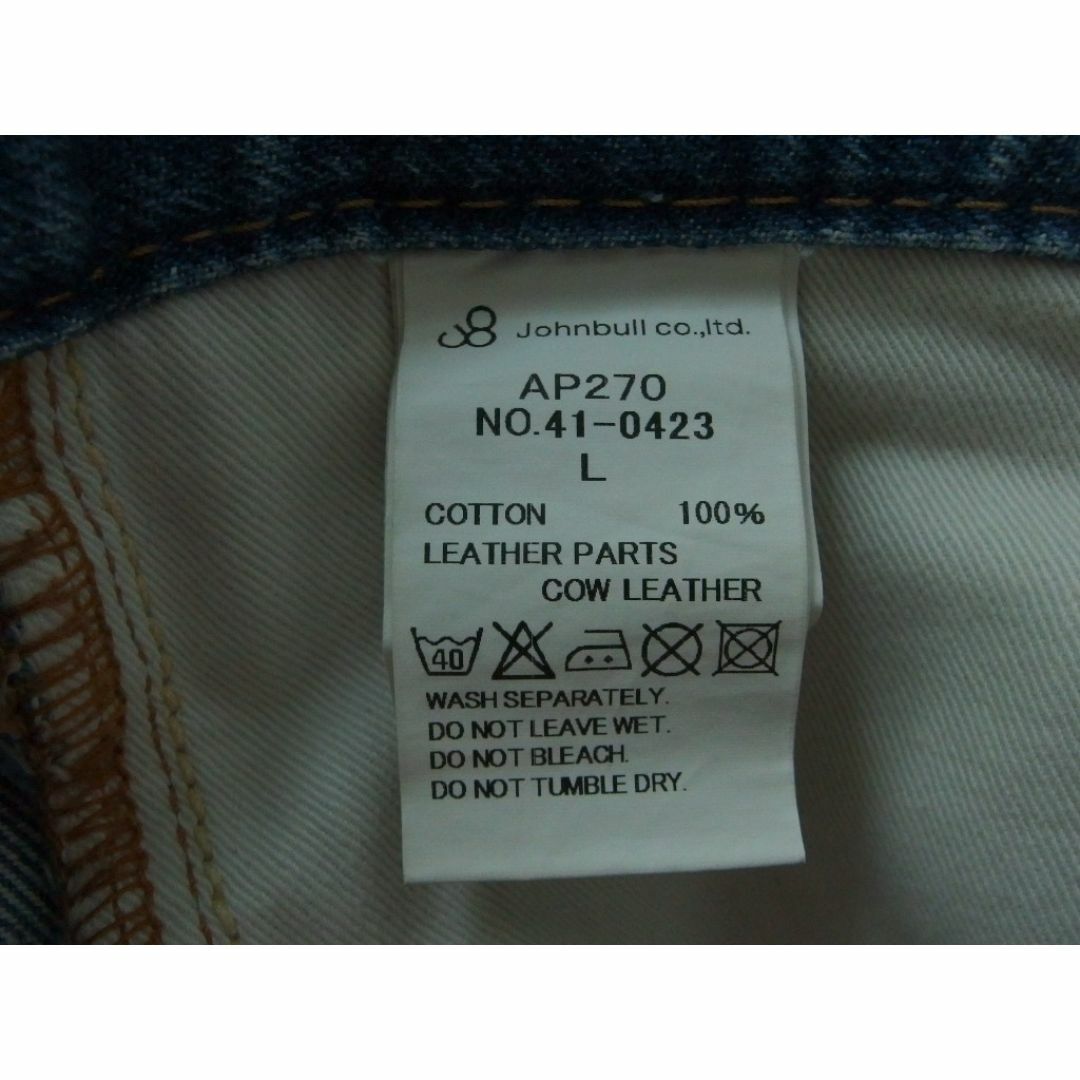 Johnbull co.,ltd.
AP270
NO.41-0423
L
COTTON 100%
LEATHER PARTS
COW LEATHER
40
WASH SEPARATELY.
DO NOT LEAVE WET.
DO NOT BLEACH.
DO NOT TUMBLE DRY.